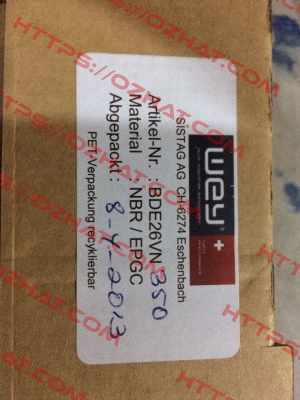 wey
SISTAG AG CH-6274 Eschenbach
Artikel-Nr. : BDE26VN 350
Material : NBR / EPGC
Abgepackt : 8-4-2013
PET-Verpackung recyklierbar
HTTPS://OZHAT.COM